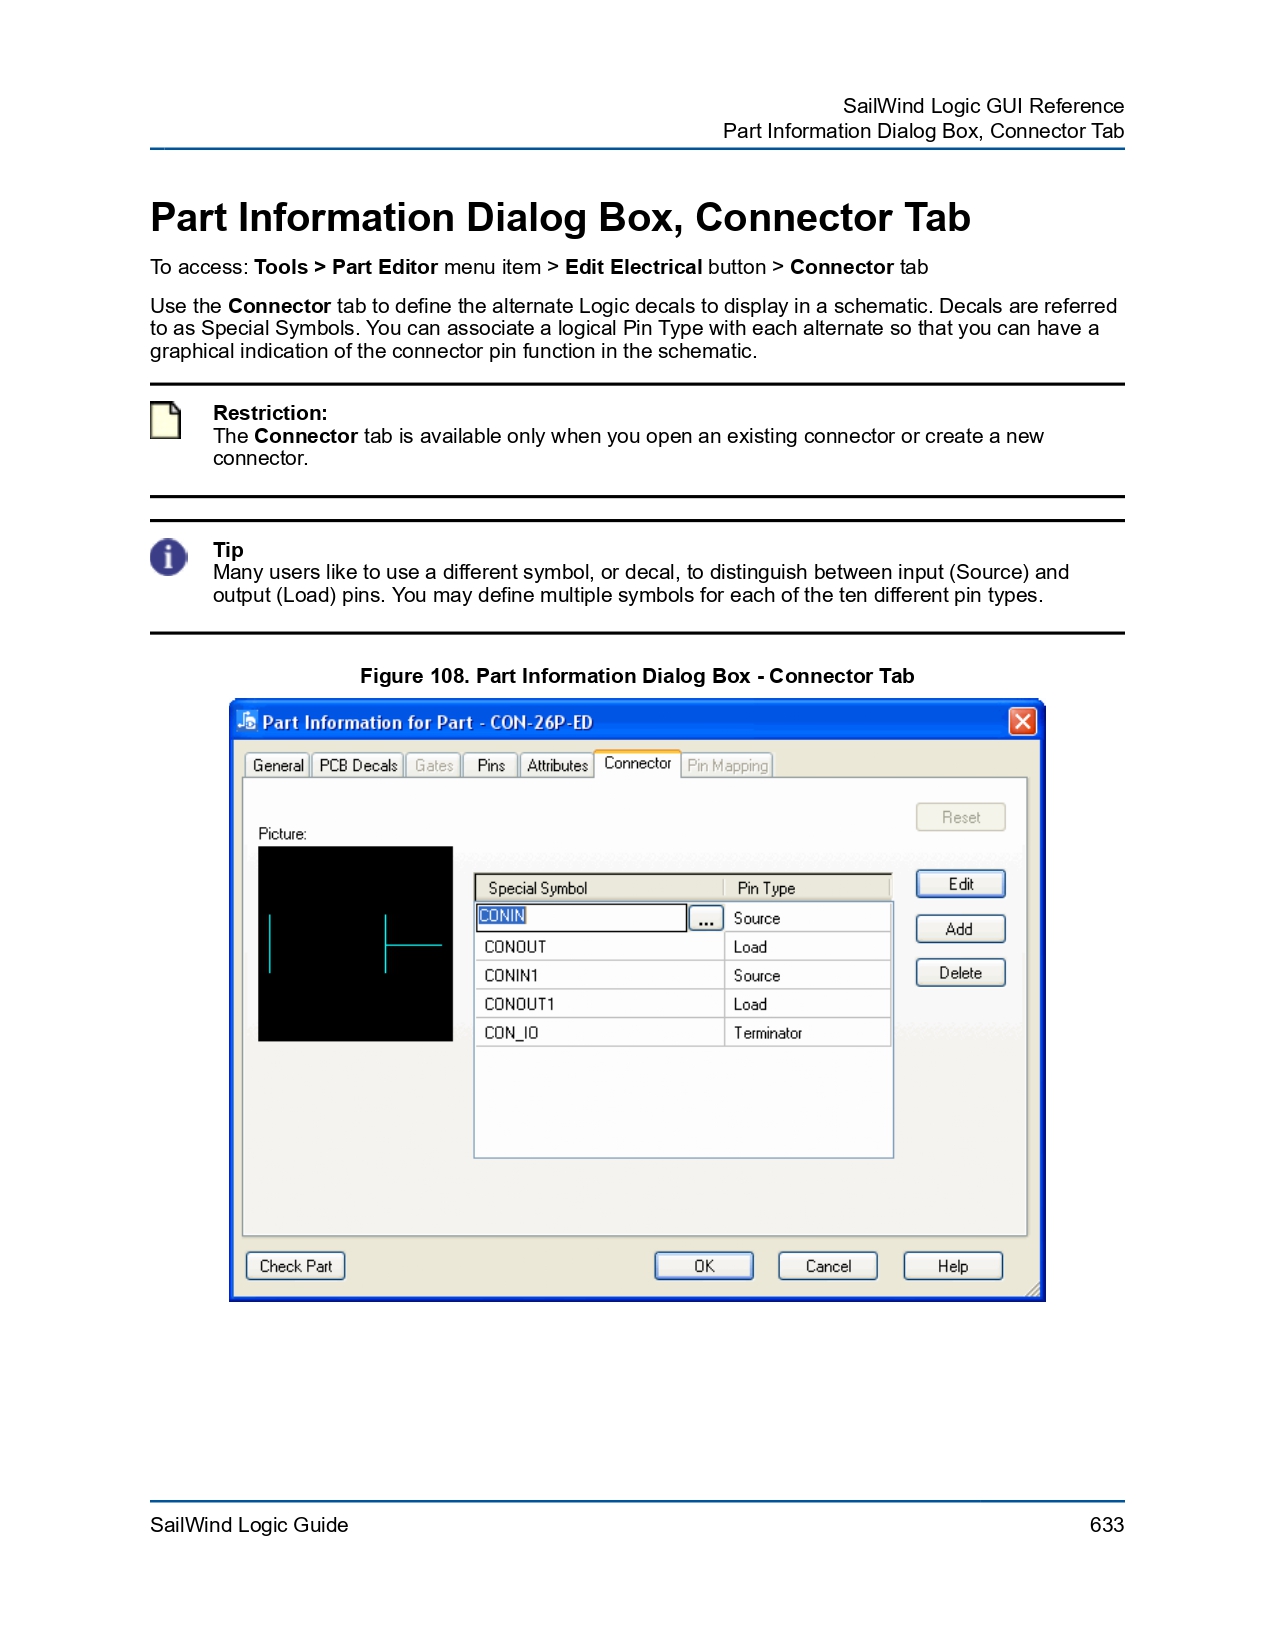 SailWind Logic GUI Reference
Part Information Dialog Box, Connector Tab
Part Information Dialog Box, Connector Tab
To access: Tools > Part Editor menu item > Edit Electrical button > Connector tab
Use the Connector tab to define the alternate Logic decals to display in a schematic. Decals are referred
to as Special Symbols. You can associate a logical Pin Type with each alternate so that you can have a
graphical indication of the connector pin function in the schematic.
Restriction:
The Connector tab is available only when you open an existing connector or create a new
connector.
Tip
Many users like to use a different symbol, or decal, to distinguish between input (Source) and
output (Load) pins. You may define multiple symbols for each of the ten different pin types.
Figure 108. Part Information Dialog Box - Connector Tab
Part Information for Part - CON-26P-ED
General PCB Decals Gates Pins Attributes Connector Pin Mapping
Reset
Picture:
Special Symbol Pin Type
Edit
CONIN ... Source
Add
CONOUT Load
CONIN1 Source
Delete
CONOUT1 Load
CON_IO Terminator
Check Part OK Cancel Help
SailWind Logic Guide 633